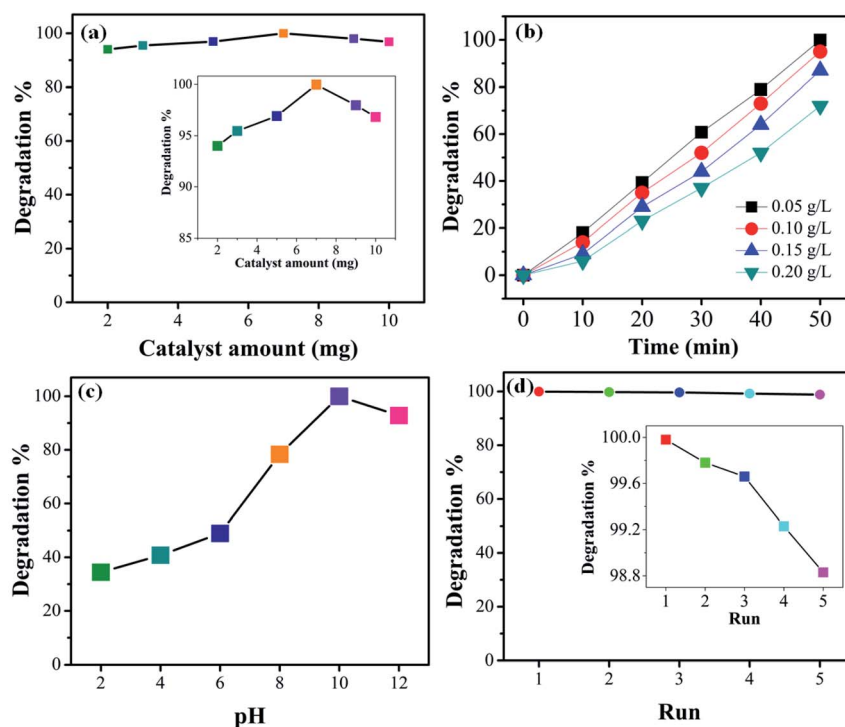 (a)
Degradation %
100
80
60
40
20
0
2 4 6 8 10
Catalyst amount (mg)
Degradation %
100
95
90
85
2 4 6 8 10
Catalyst amount (mg)
(b)
Degradation %
100
80
60
40
20
0
0.05 g/L
0.10 g/L
0.15 g/L
0.20 g/L
0 10 20 30 40 50
Time (min)
(c)
Degradation %
100
80
60
40
20
0
2 4 6 8 10 12
pH
(d)
Degradation %
100
80
60
40
20
0
Degradation %
100.0
99.6
99.2
98.8
1 2 3 4 5
Run
1 2 3 4 5
Run